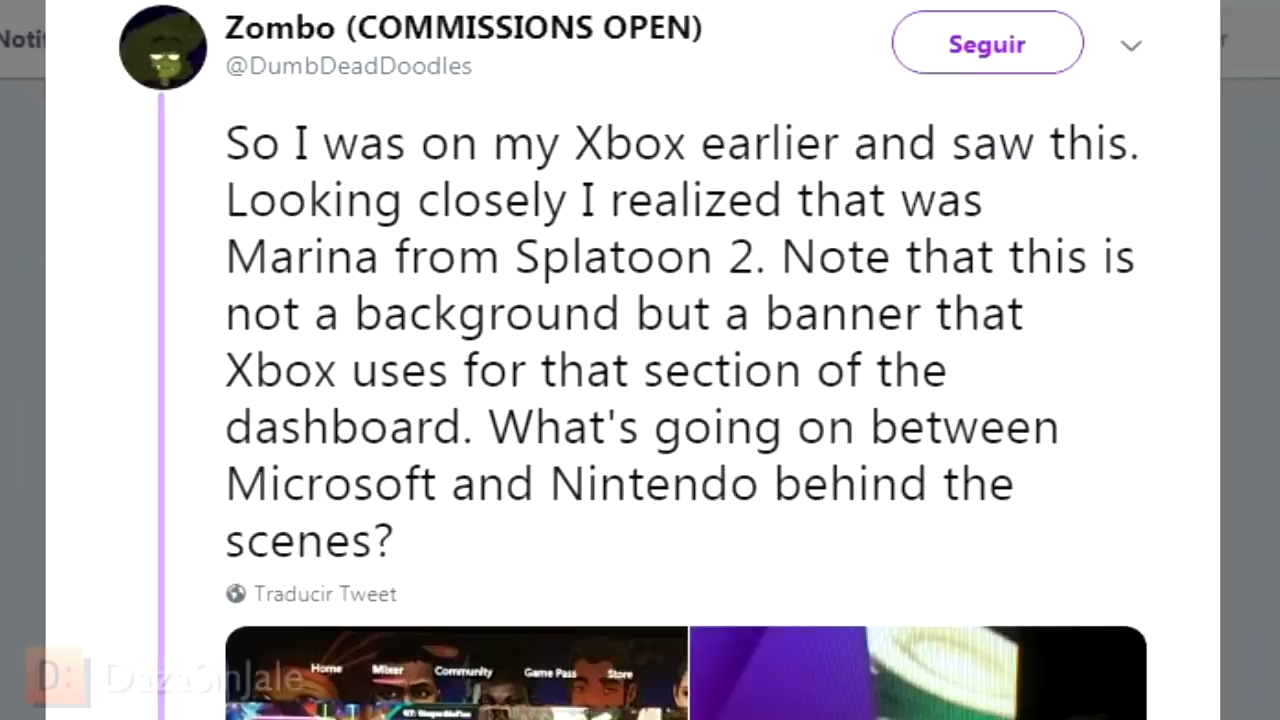 Notif
Zombo (COMMISSIONS OPEN)
@DumbDeadDoodles
Seguir
So I was on my Xbox earlier and saw this.
Looking closely I realized that was
Marina from Splatoon 2. Note that this is
not a background but a banner that
Xbox uses for that section of the
dashboard. What's going on between
Microsoft and Nintendo behind the
scenes?
Traducir Tweet
Home Mixer Community Game Pass Store
D: DazaSinJale